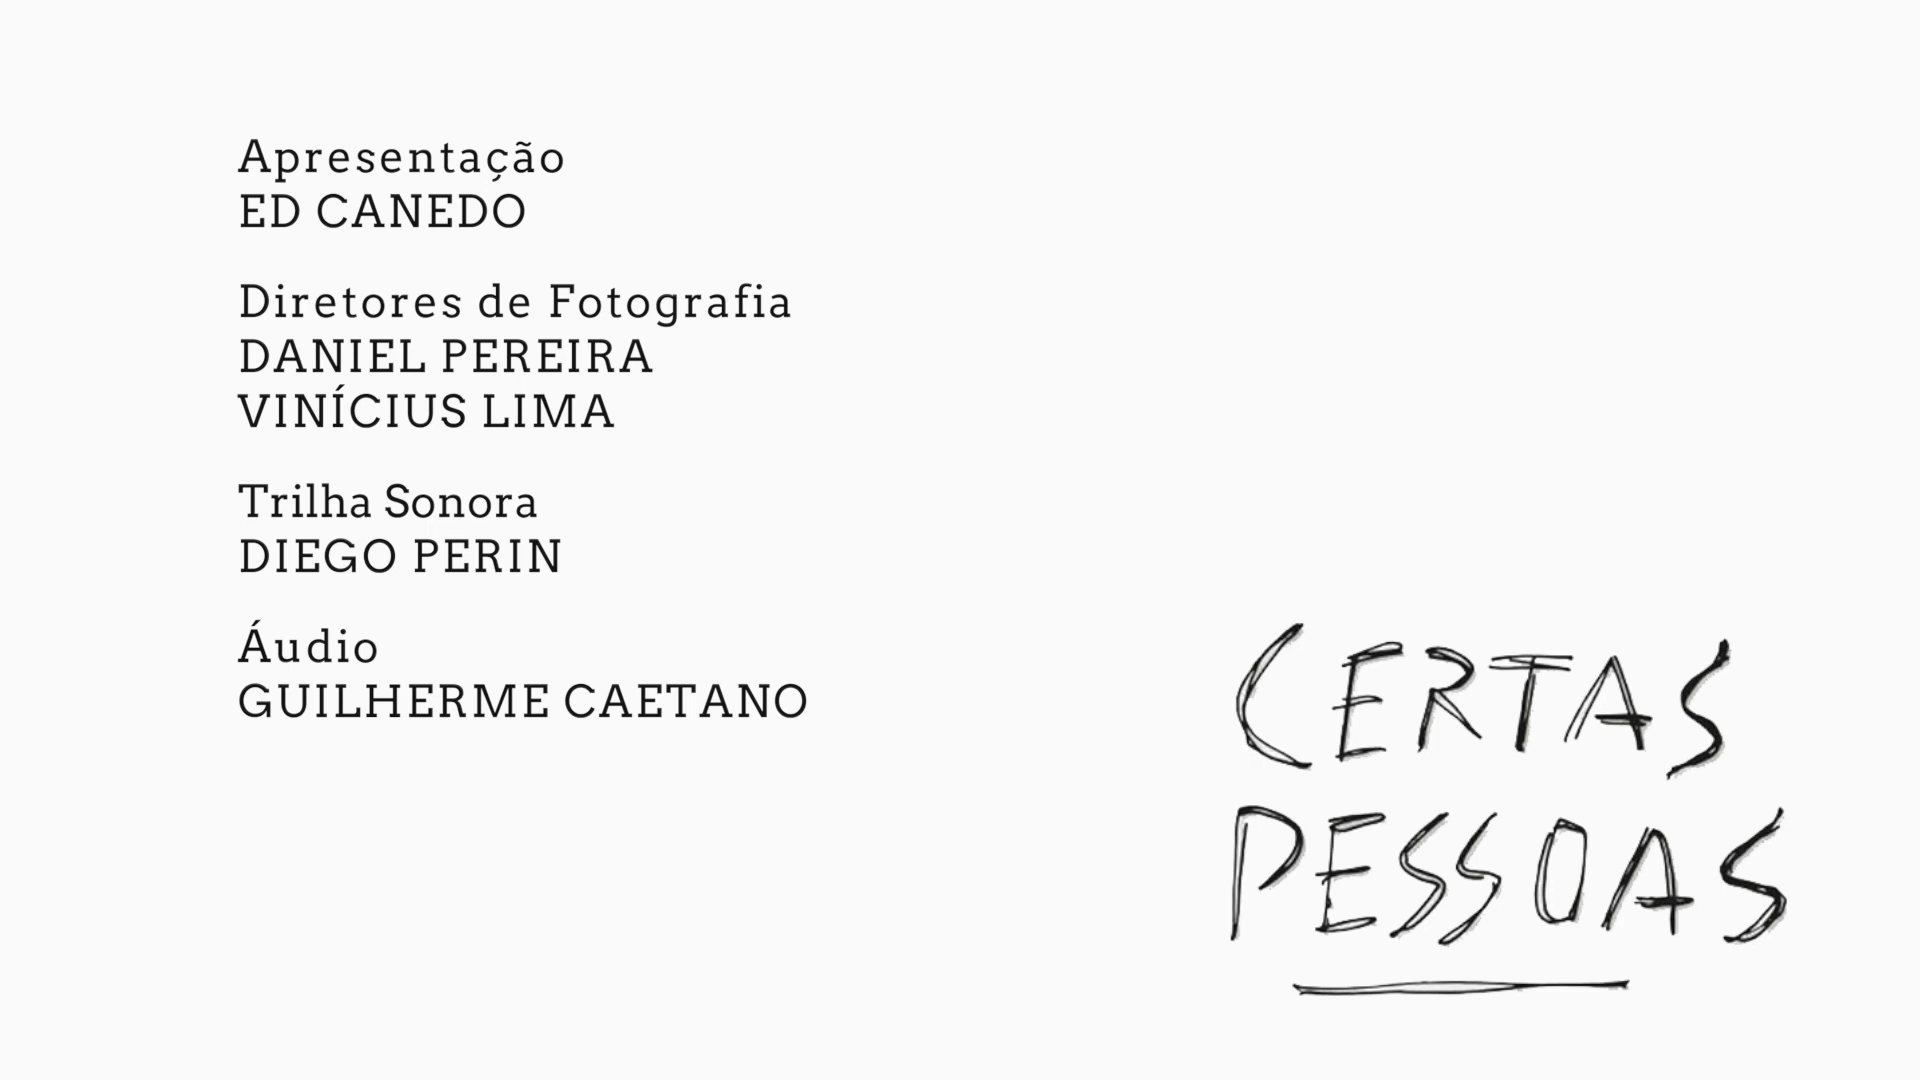 Apresentação
ED CANEDO
Diretores de Fotografia
DANIEL PEREIRA
VINÍCIUS LIMA
Trilha Sonora
DIEGO PERIN
Áudio
GUILHERME CAETANO
CERTAS
PESSOAS